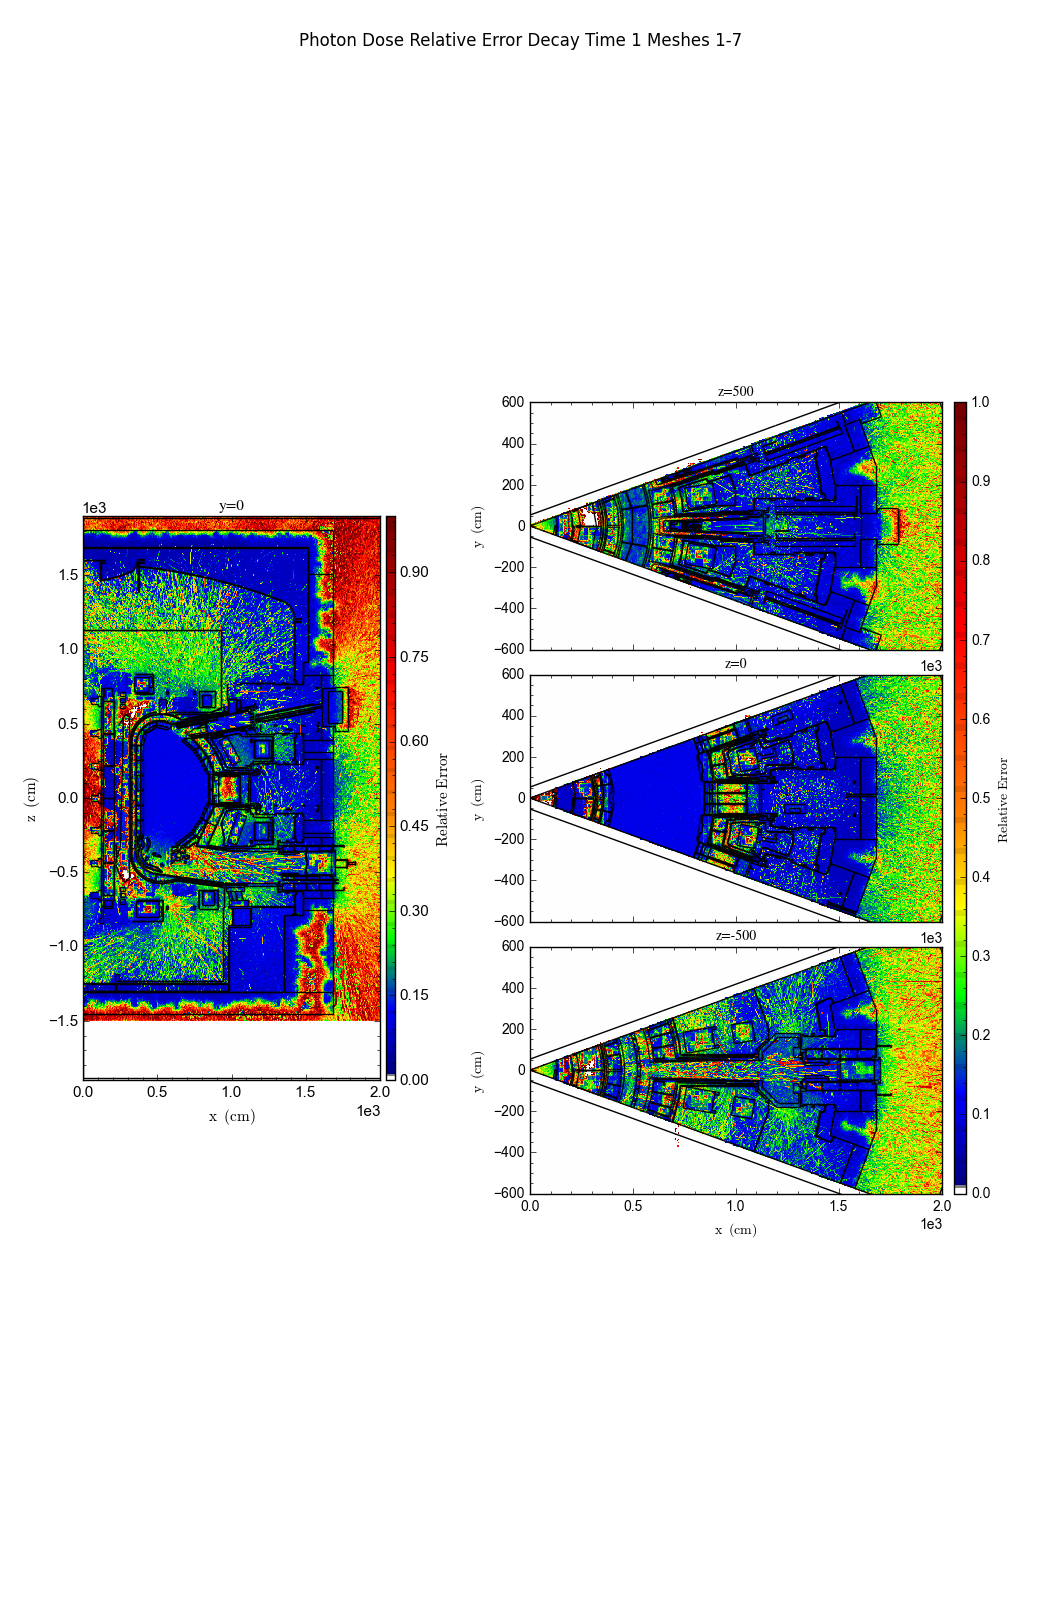 Photon Dose Relative Error Decay Time 1 Meshes 1-7
1e3
y=0
1.5
1.0
0.5
0.0
−0.5
−1.0
−1.5
z (cm)
0.0 0.5 1.0 1.5 2.0
1e3
x (cm)
0.90
0.75
0.60
0.45
0.30
0.15
0.00
Relative Error
z=500
600
400
200
0
−200
−400
−600
y (cm)
1e3
z=0
600
400
200
0
−200
−400
−600
y (cm)
1e3
z=-500
600
400
200
0
−200
−400
−600
y (cm)
0.0 0.5 1.0 1.5 2.0
1e3
x (cm)
1.0
0.9
0.8
0.7
0.6
0.5
0.4
0.3
0.2
0.1
0.0
Relative Error